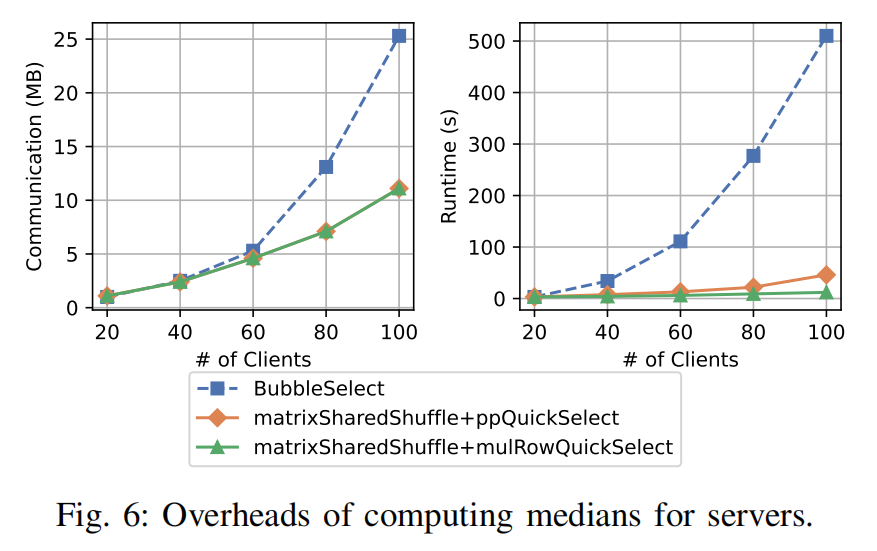 Communication (MB)
25
20
15
10
5
0
20 40 60 80 100
# of Clients
Runtime (s)
500
400
300
200
100
0
20 40 60 80 100
# of Clients
BubbleSelect
matrixSharedShuffle+ppQuickSelect
matrixSharedShuffle+mulRowQuickSelect
Fig. 6: Overheads of computing medians for servers.